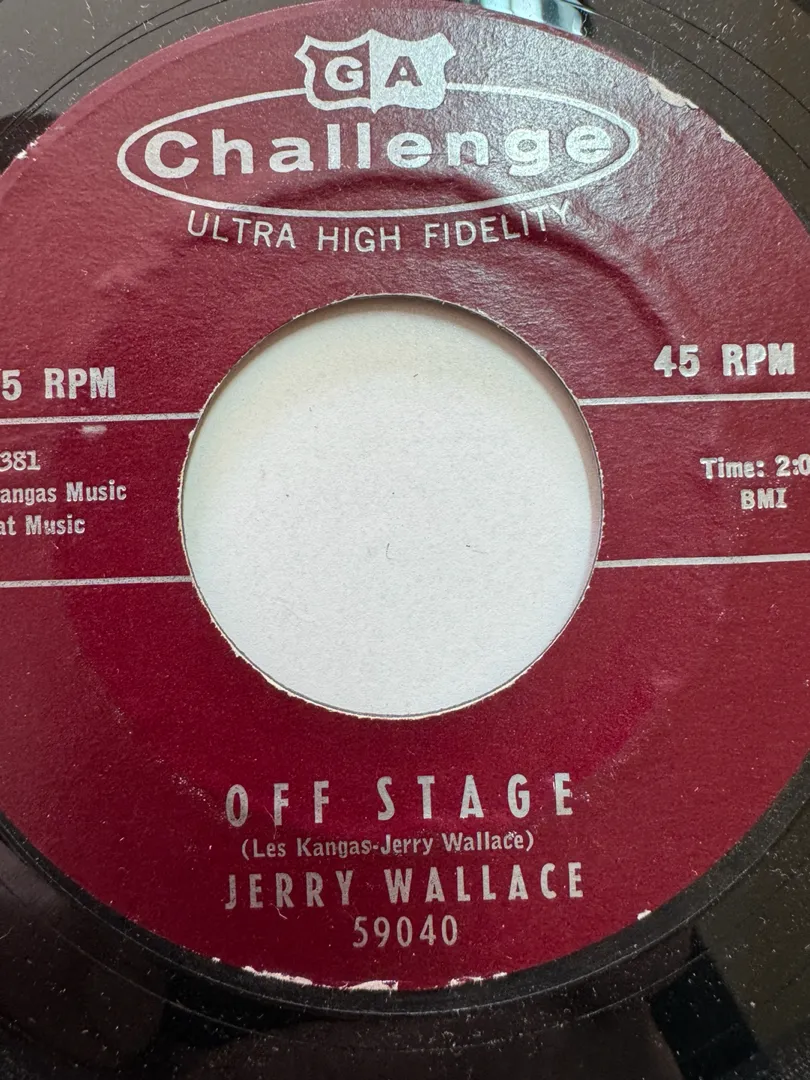 GA
Challenge
ULTRA HIGH FIDELITY
5 RPM
45 RPM
381
angas Music
at Music
Time: 2:0
BMI
OFF STAGE
(Les Kangas-Jerry Wallace)
JERRY WALLACE
59040